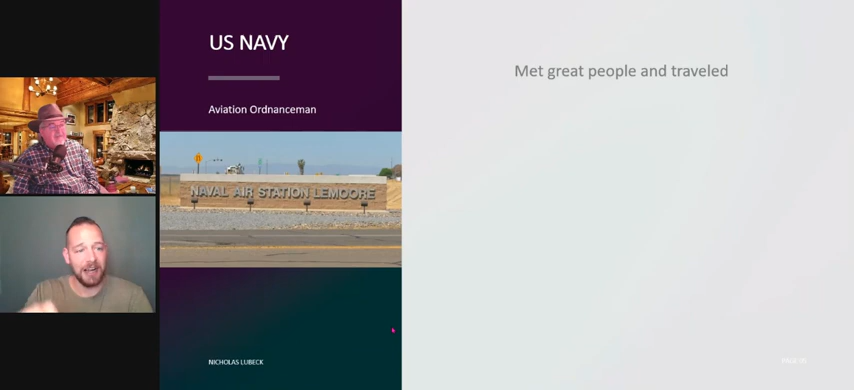 US NAVY
Aviation Ordnanceman
NAVAL AIR STATION LEMOORE
NICHOLAS LUBECK
Met great people and traveled